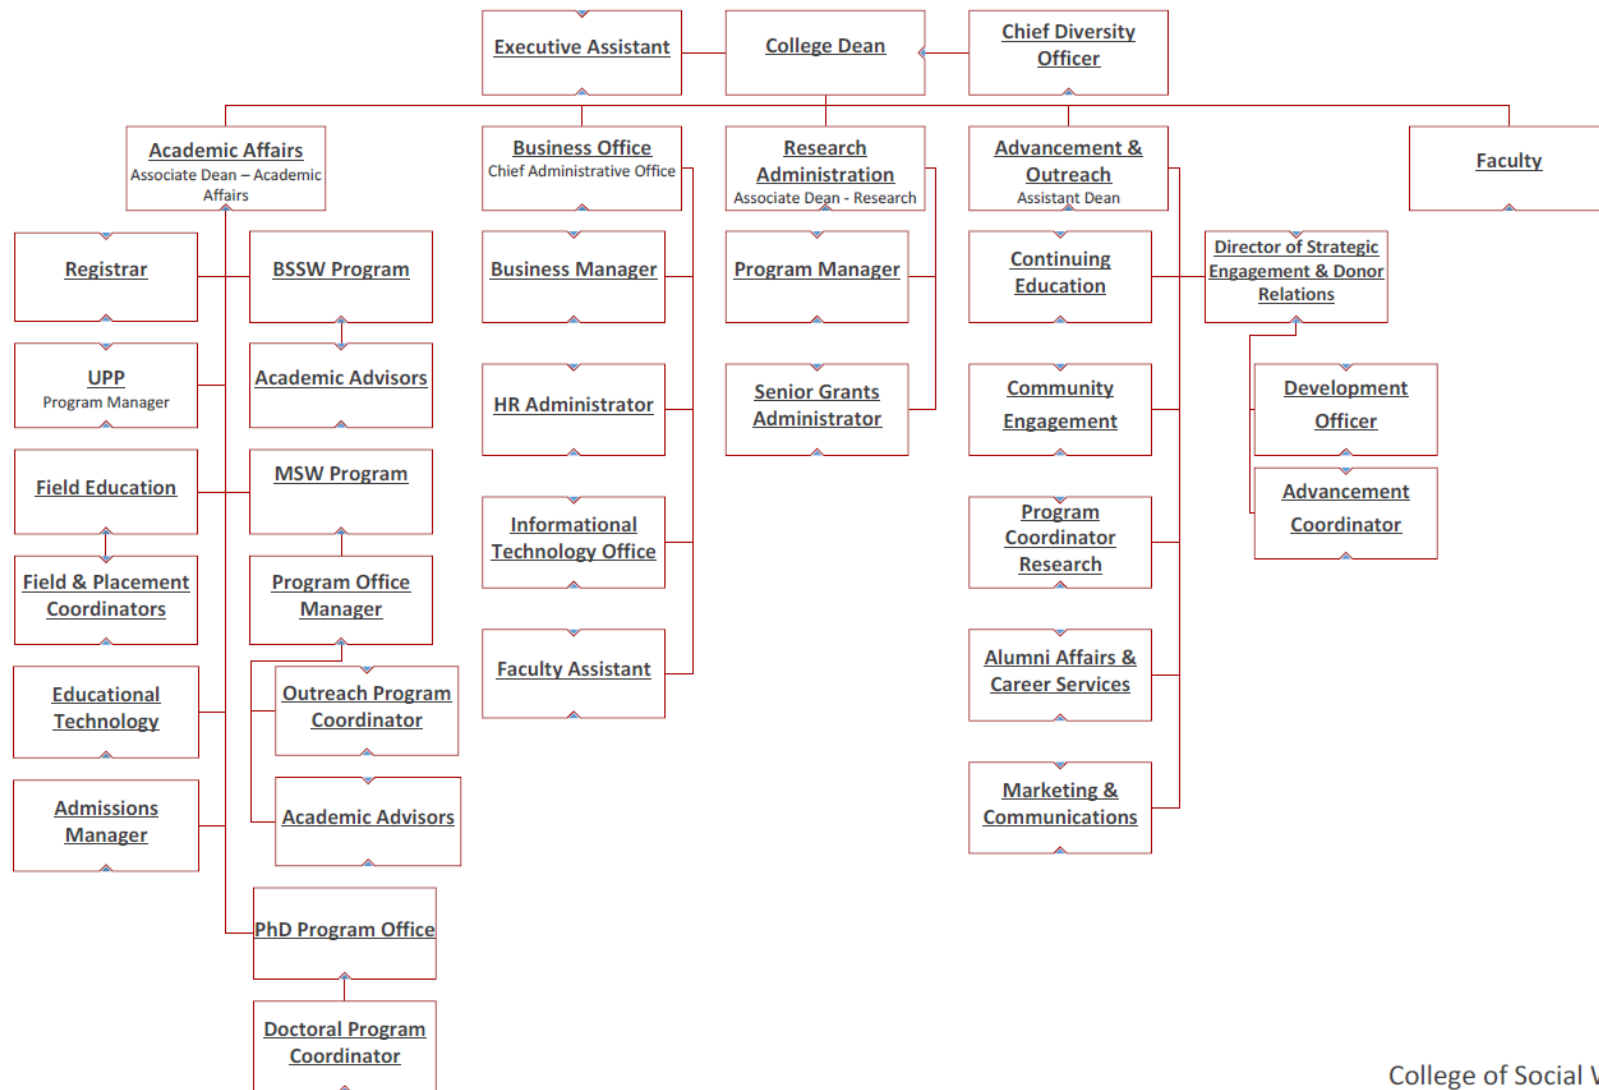 Executive Assistant
College Dean
Chief Diversity
Officer
Academic Affairs
Associate Dean – Academic
Affairs
Business Office
Chief Administrative Office
Research
Administration
Associate Dean - Research
Advancement &
Outreach
Assistant Dean
Faculty
Registrar
BSSW Program
Business Manager
Program Manager
Continuing
Education
Director of Strategic
Engagement & Donor
Relations
UPP
Program Manager
Academic Advisors
HR Administrator
Senior Grants
Administrator
Community
Engagement
Development
Officer
Field Education
MSW Program
Informational
Technology Office
Program
Coordinator
Research
Advancement
Coordinator
Field & Placement
Coordinators
Program Office
Manager
Educational
Technology
Outreach Program
Coordinator
Faculty Assistant
Alumni Affairs &
Career Services
Admissions
Manager
Academic Advisors
Marketing &
Communications
PhD Program Office
Doctoral Program
Coordinator
College of Social